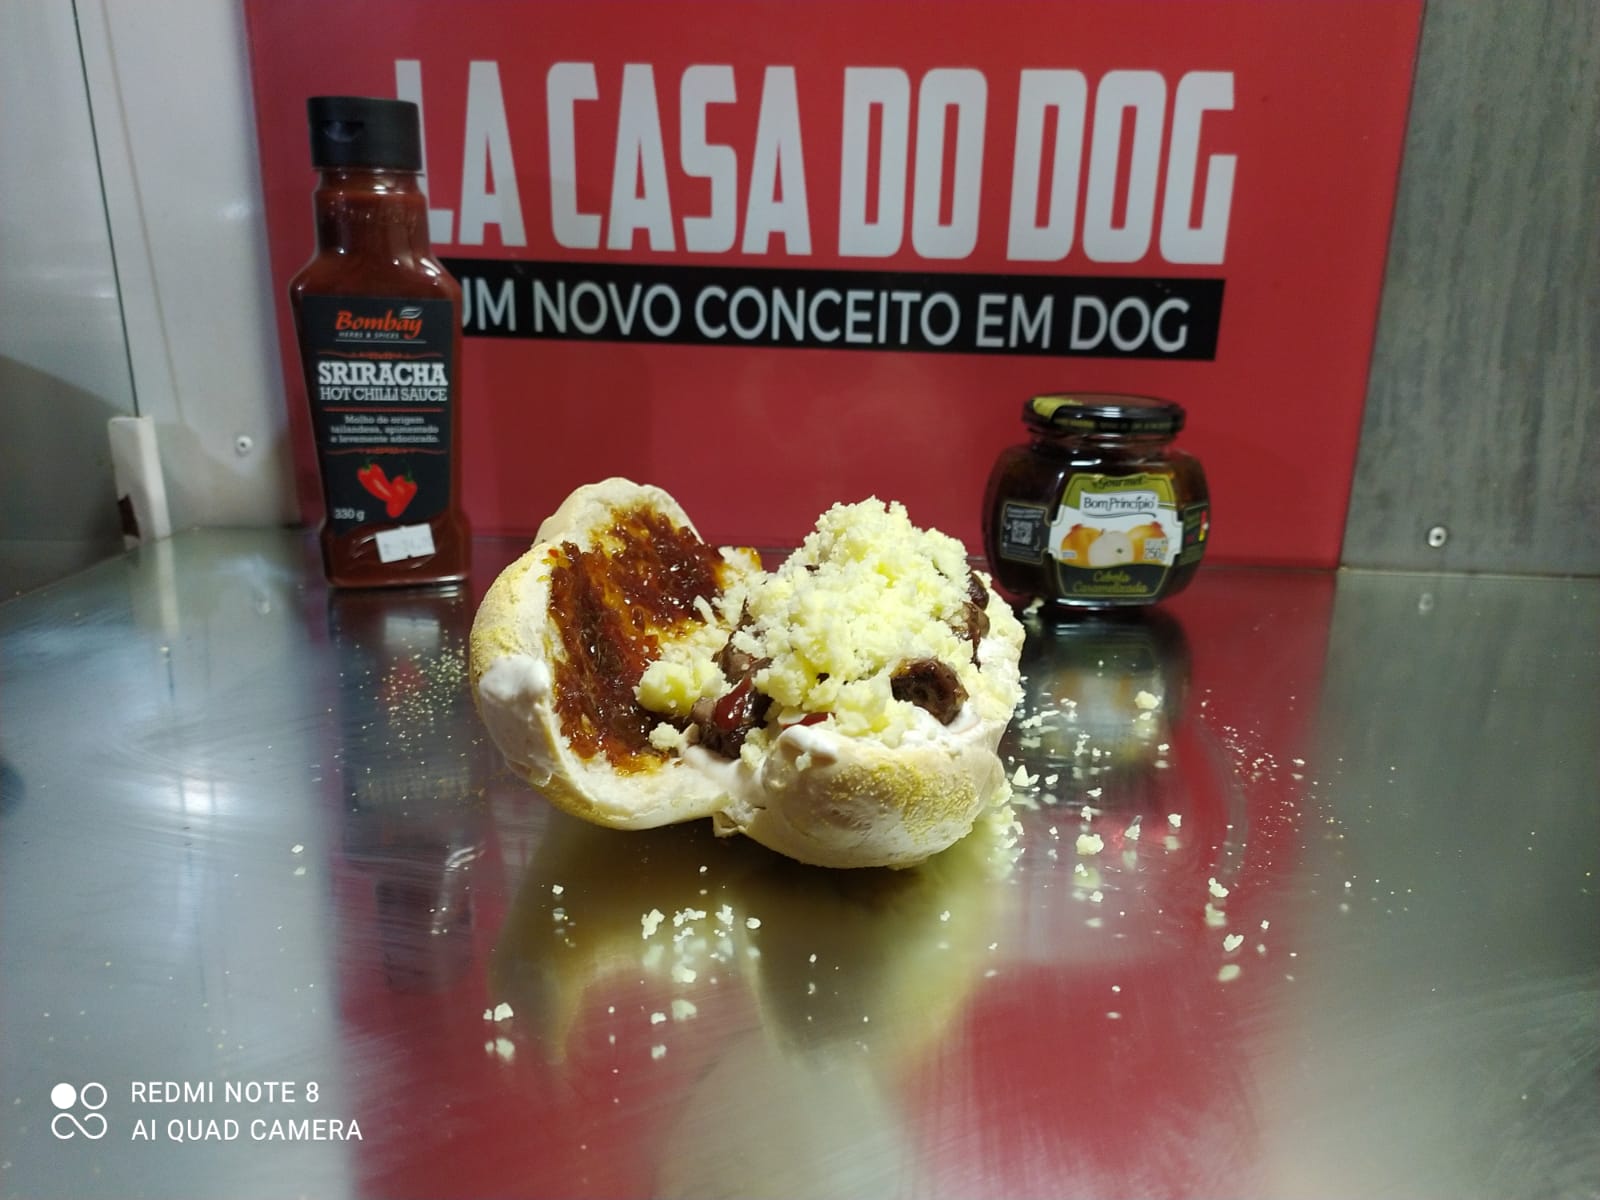 LA CASA DO DOG
UM NOVO CONCEITO EM DOG
Bombay
HERBS & SPICES
SRIRACHA
HOT CHILLI SAUCE
Molho de origem
tailandesa, apimentado
e levemente adocicado.
330 g
Gourmet
Bom Princípio
250g
Cebola
Caramelizada
REDMI NOTE 8
AI QUAD CAMERA